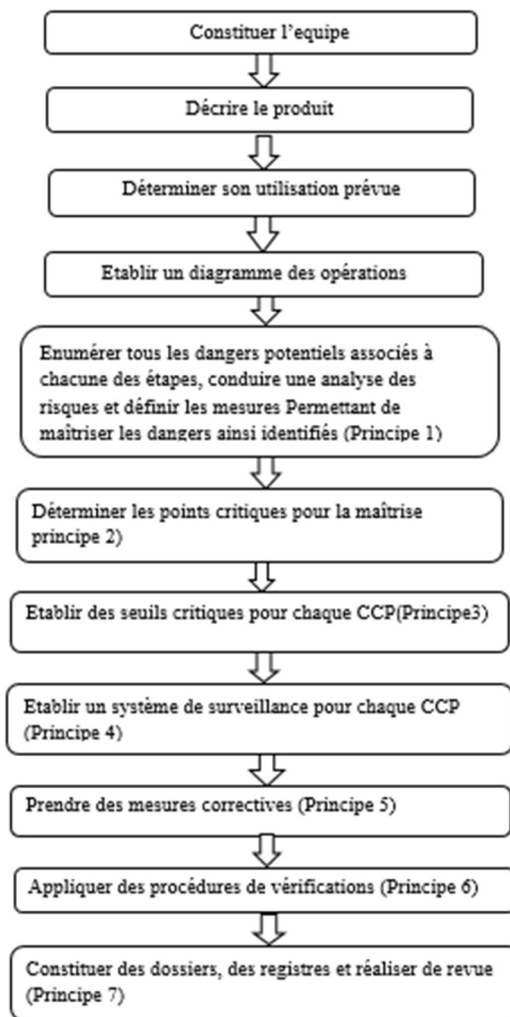 Constituer l’equipe
Décrire le produit
Déterminer son utilisation prévue
Etablir un diagramme des opérations
Enumérer tous les dangers potentiels associés à
chacune des étapes, conduire une analyse des
risques et définir les mesures Permettant de
maîtriser les dangers ainsi identifiés (Principe 1)
Déterminer les points critiques pour la maîtrise
principe 2)
Etablir des seuils critiques pour chaque CCP(Principe3)
Etablir un système de surveillance pour chaque CCP
(Principe 4)
Prendre des mesures correctives (Principe 5)
Appliquer des procédures de vérifications (Principe 6)
Constituer des dossiers, des registres et réaliser de revue
(Principe 7)